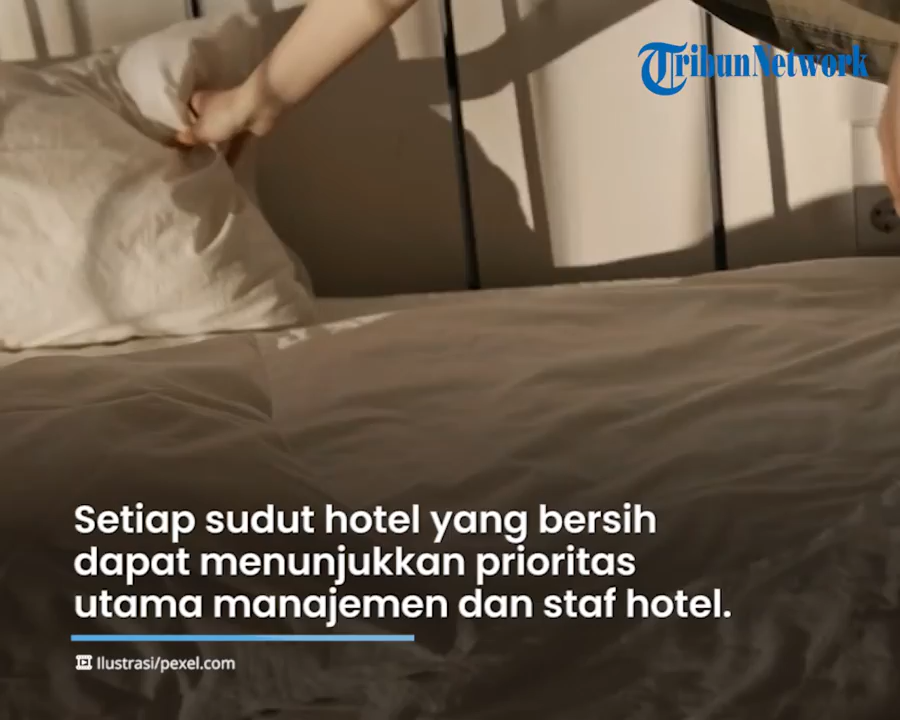 TribunNetwork
Setiap sudut hotel yang bersih
dapat menunjukkan prioritas
utama manajemen dan staf hotel.
Ilustrasi/pexel.com